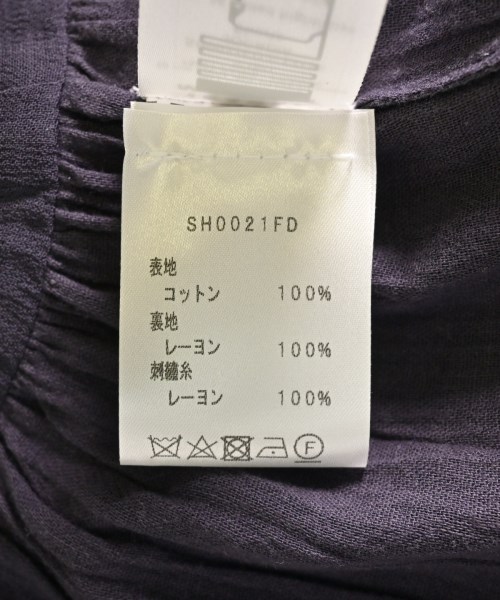 SH0021FD
表地
コットン 100%
裏地
レーヨン 100%
刺繍糸
レーヨン 100%
F